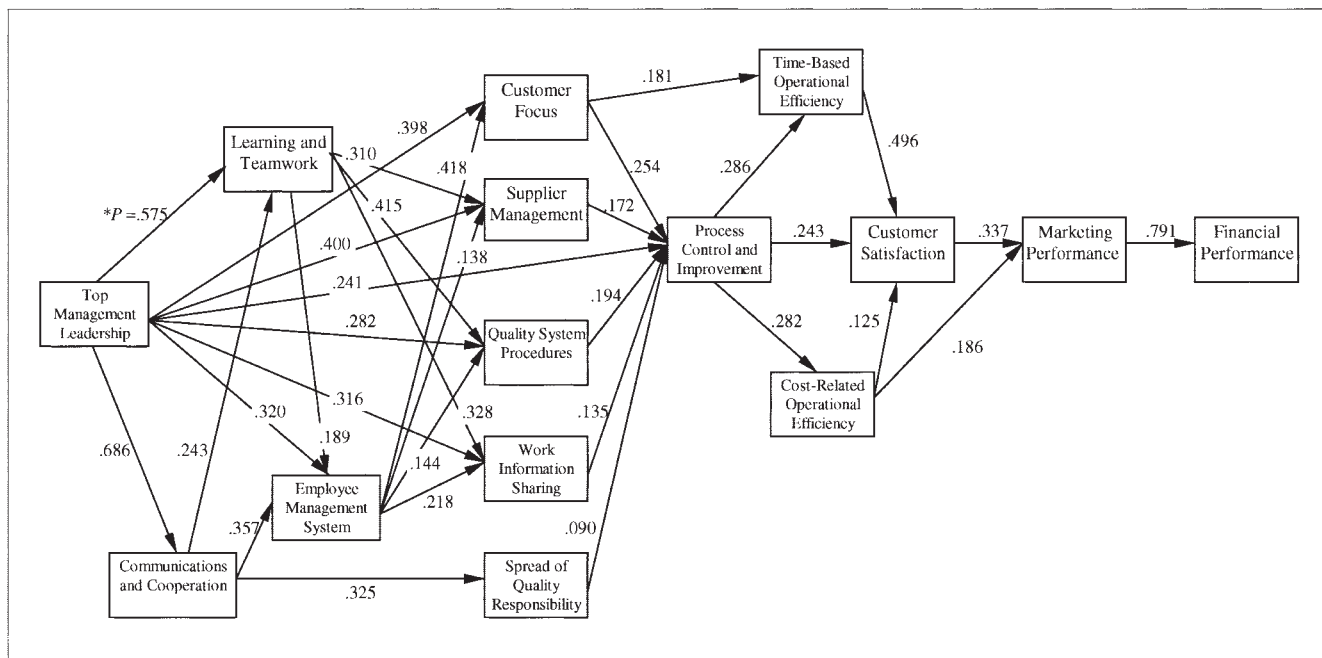 Time-Based
Operational
Efficiency
Customer
Focus
.181
.398
Learning and
Teamwork
.310
.418
.254
.286
.496
Supplier
Management
.172
*P =.575
.415
.400
.138
.241
Process
Control and
Improvement
.243
Customer
Satisfaction
.337
Marketing
Performance
.791
Financial
Performance
Top
Management
Leadership
.282
.194
Quality System
Procedures
.282
.125
.186
Cost-Related
Operational
Efficiency
.316
.320
.328
.135
.686
.243
.189
.144
Work
Information
Sharing
Employee
Management
System
.218
.357
.090
Communications
and Cooperation
.325
Spread of
Quality
Responsibility